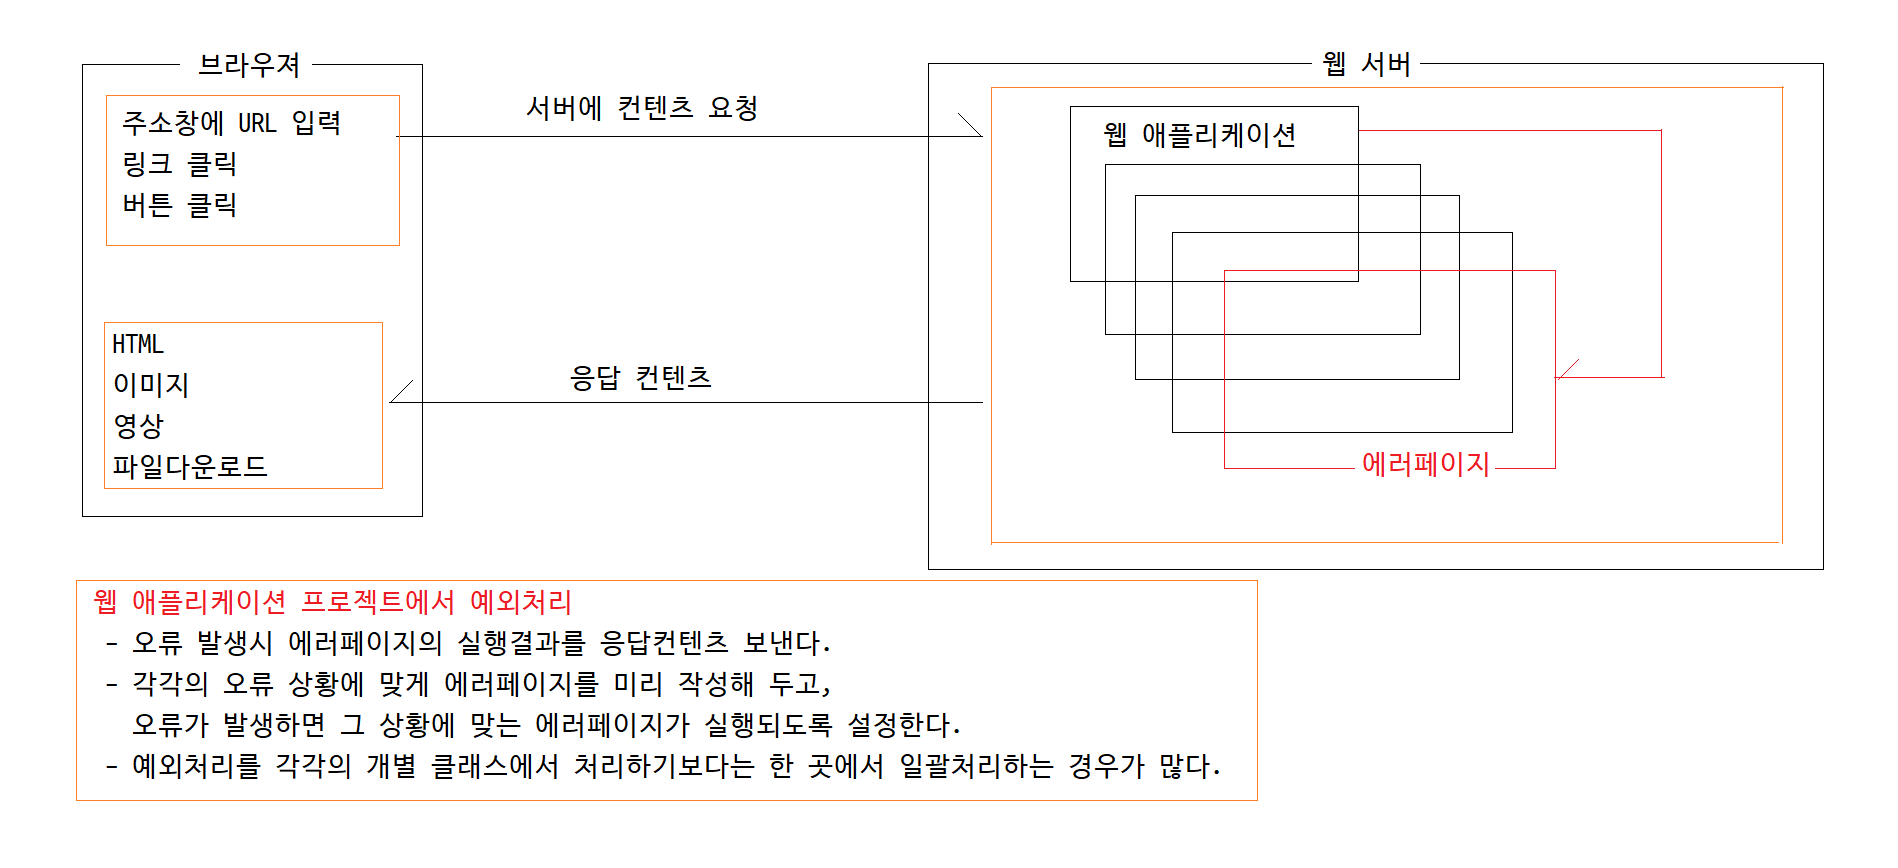 브라우져
주소창에 URL 입력
링크 클릭
버튼 클릭
서버에 컨텐츠 요청
웹 서버
웹 애플리케이션
HTML
이미지
영상
파일다운로드
응답 컨텐츠
에러페이지
웹 애플리케이션 프로젝트에서 예외처리
- 오류 발생시 에러페이지의 실행결과를 응답컨텐츠 보낸다.
- 각각의 오류 상황에 맞게 에러페이지를 미리 작성해 두고,
오류가 발생하면 그 상황에 맞는 에러페이지가 실행되도록 설정한다.
- 예외처리를 각각의 개별 클래스에서 처리하기보다는 한 곳에서 일괄처리하는 경우가 많다.